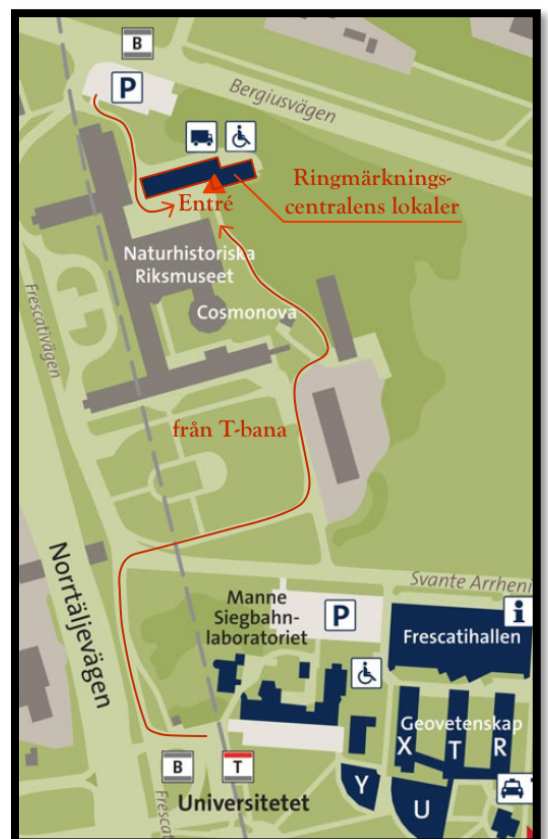 B
P
Bergiusvägen
Ringmärknings-
centralens lokaler
Entré
Naturhistoriska
Riksmuseet
Cosmonova
Frescativägen
från T-bana
Norrtäljevägen
Svante Arrheni
Manne
Siegbahn-
laboratoriet
P
i
Frescatihallen
Geovetenskap
X T R
Y
U
B
T
Universitetet